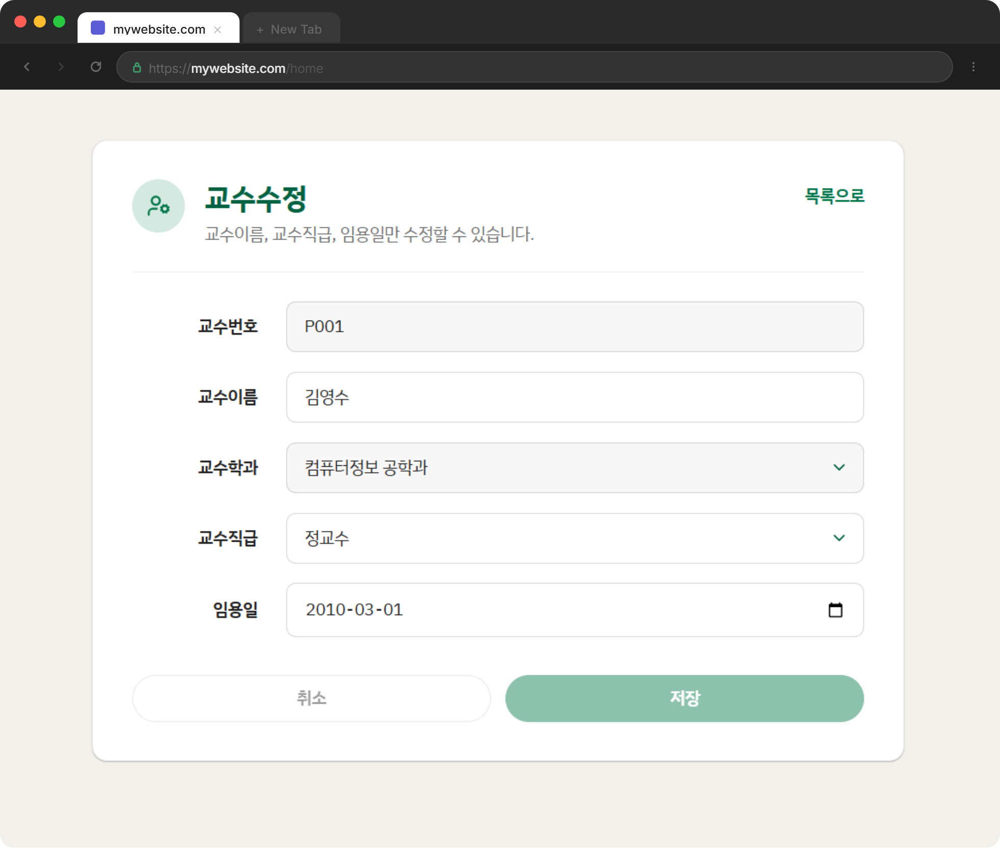 mywebsite.com
+ New Tab
https://mywebsite.com/home
교수수정
목록으로
교수이름, 교수직급, 임용일만 수정할 수 있습니다.
교수번호
P001
교수이름
김영수
교수학과
컴퓨터정보 공학과
교수직급
정교수
임용일
2010-03-01
취소
저장